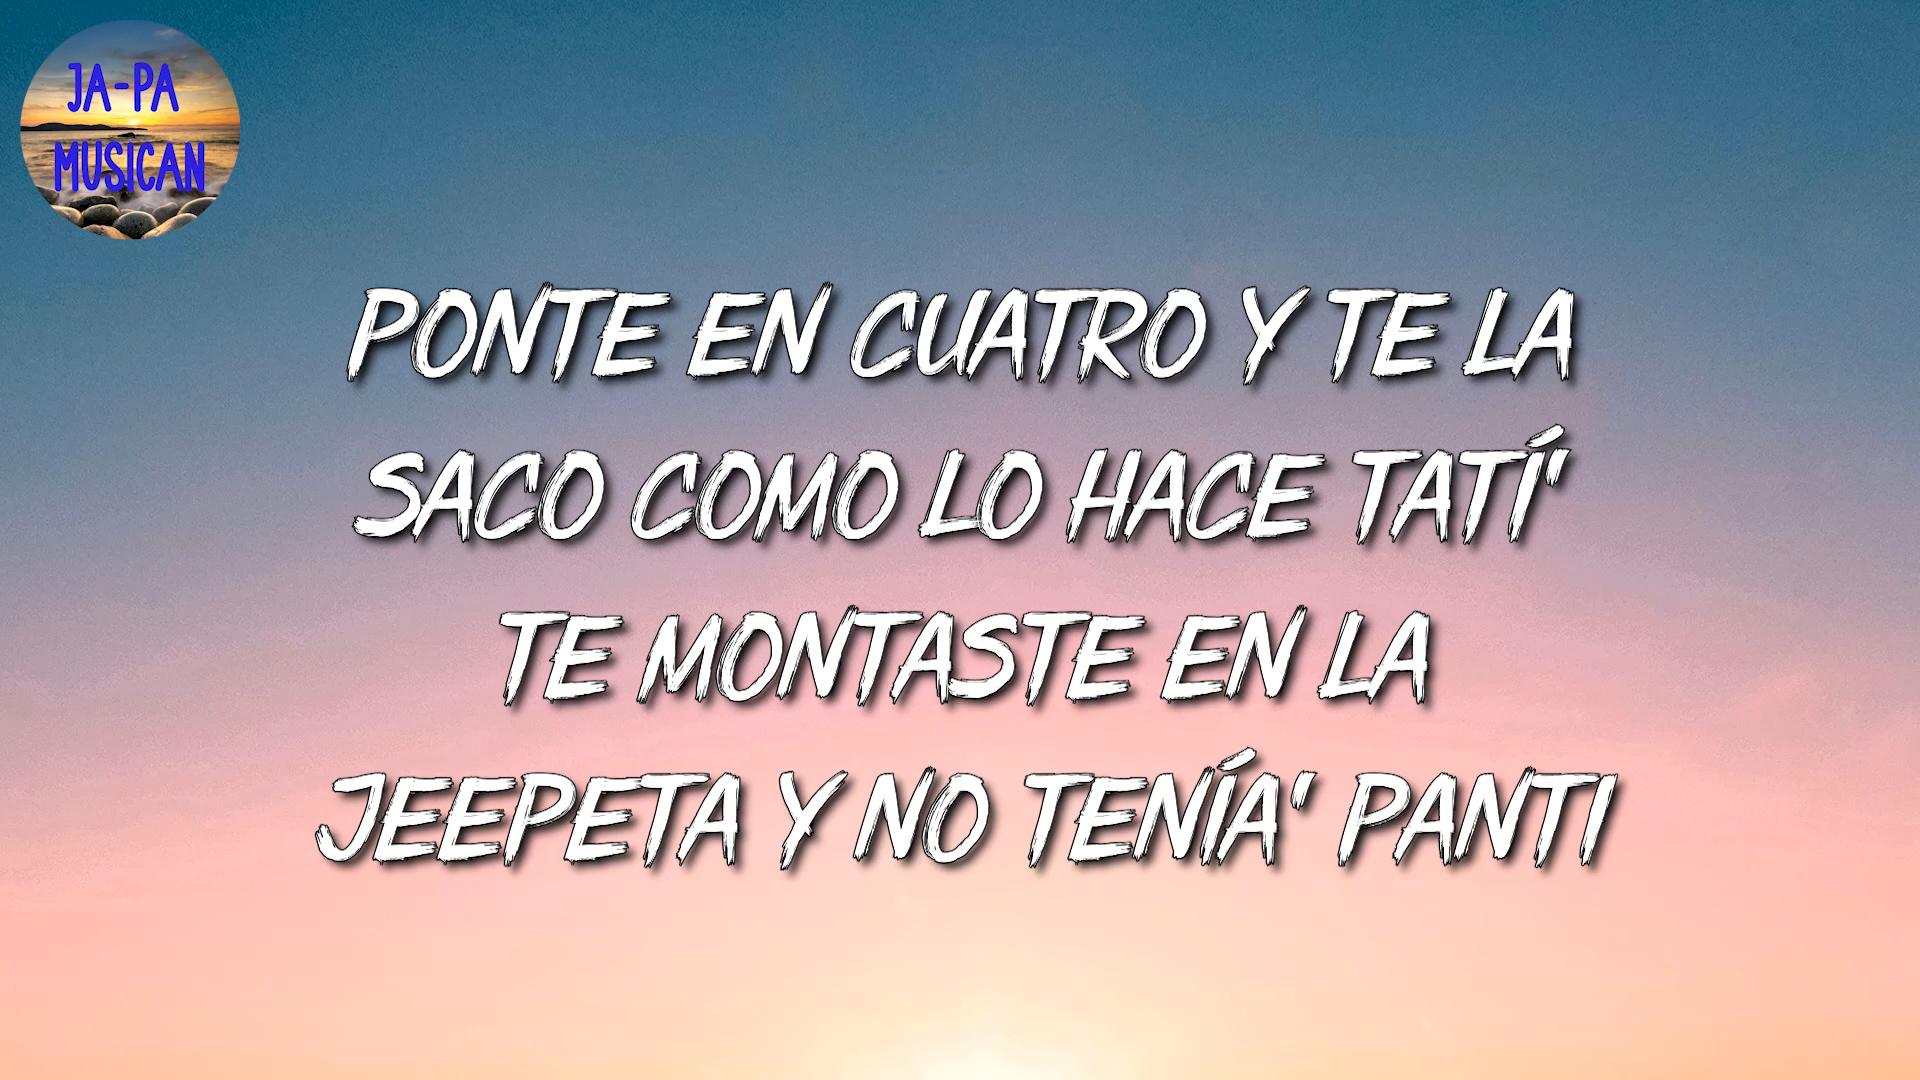 JA-PA
MUSICAN
PONTE EN CUATRO Y TE LA
SACO COMO LO HACE TATÍ'
TE MONTASTE EN LA
JEEPETA Y NO TENÍA' PANTI